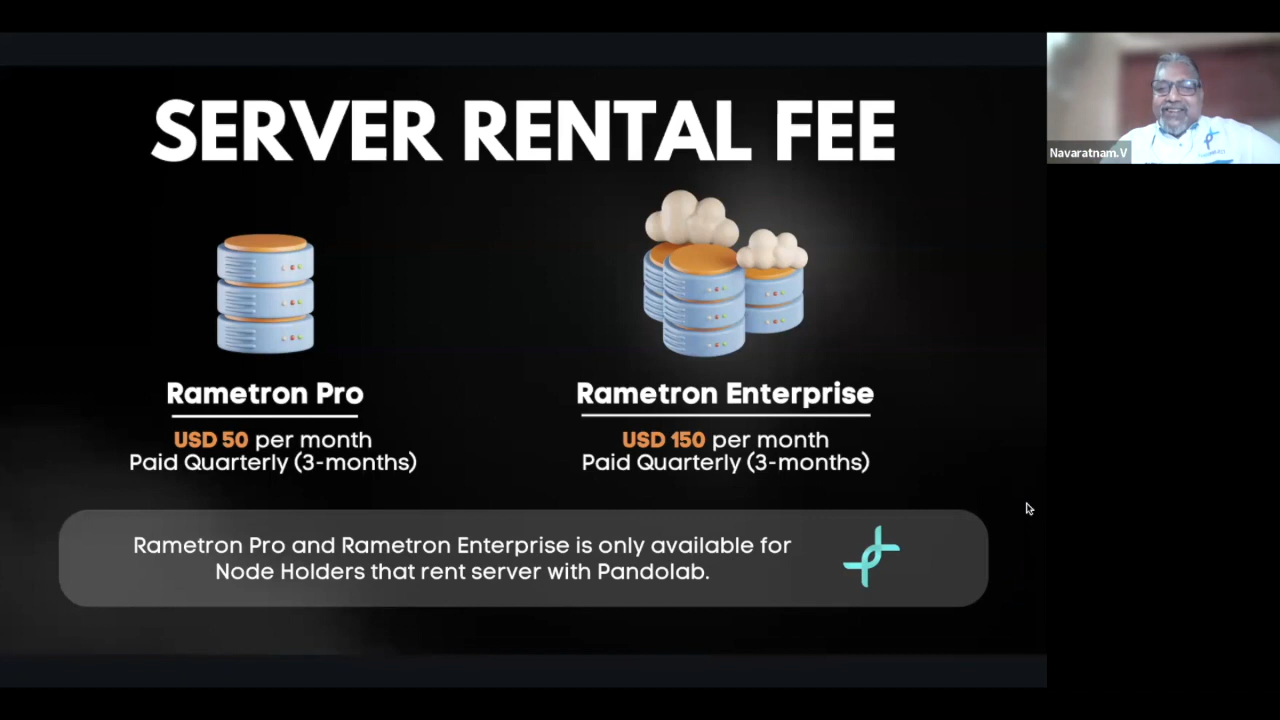 SERVER RENTAL FEE
Rametron Pro
USD 50 per month
Paid Quarterly (3-months)
Rametron Enterprise
USD 150 per month
Paid Quarterly (3-months)
Rametron Pro and Rametron Enterprise is only available for
Node Holders that rent server with Pandolab.
Navaratnam.V